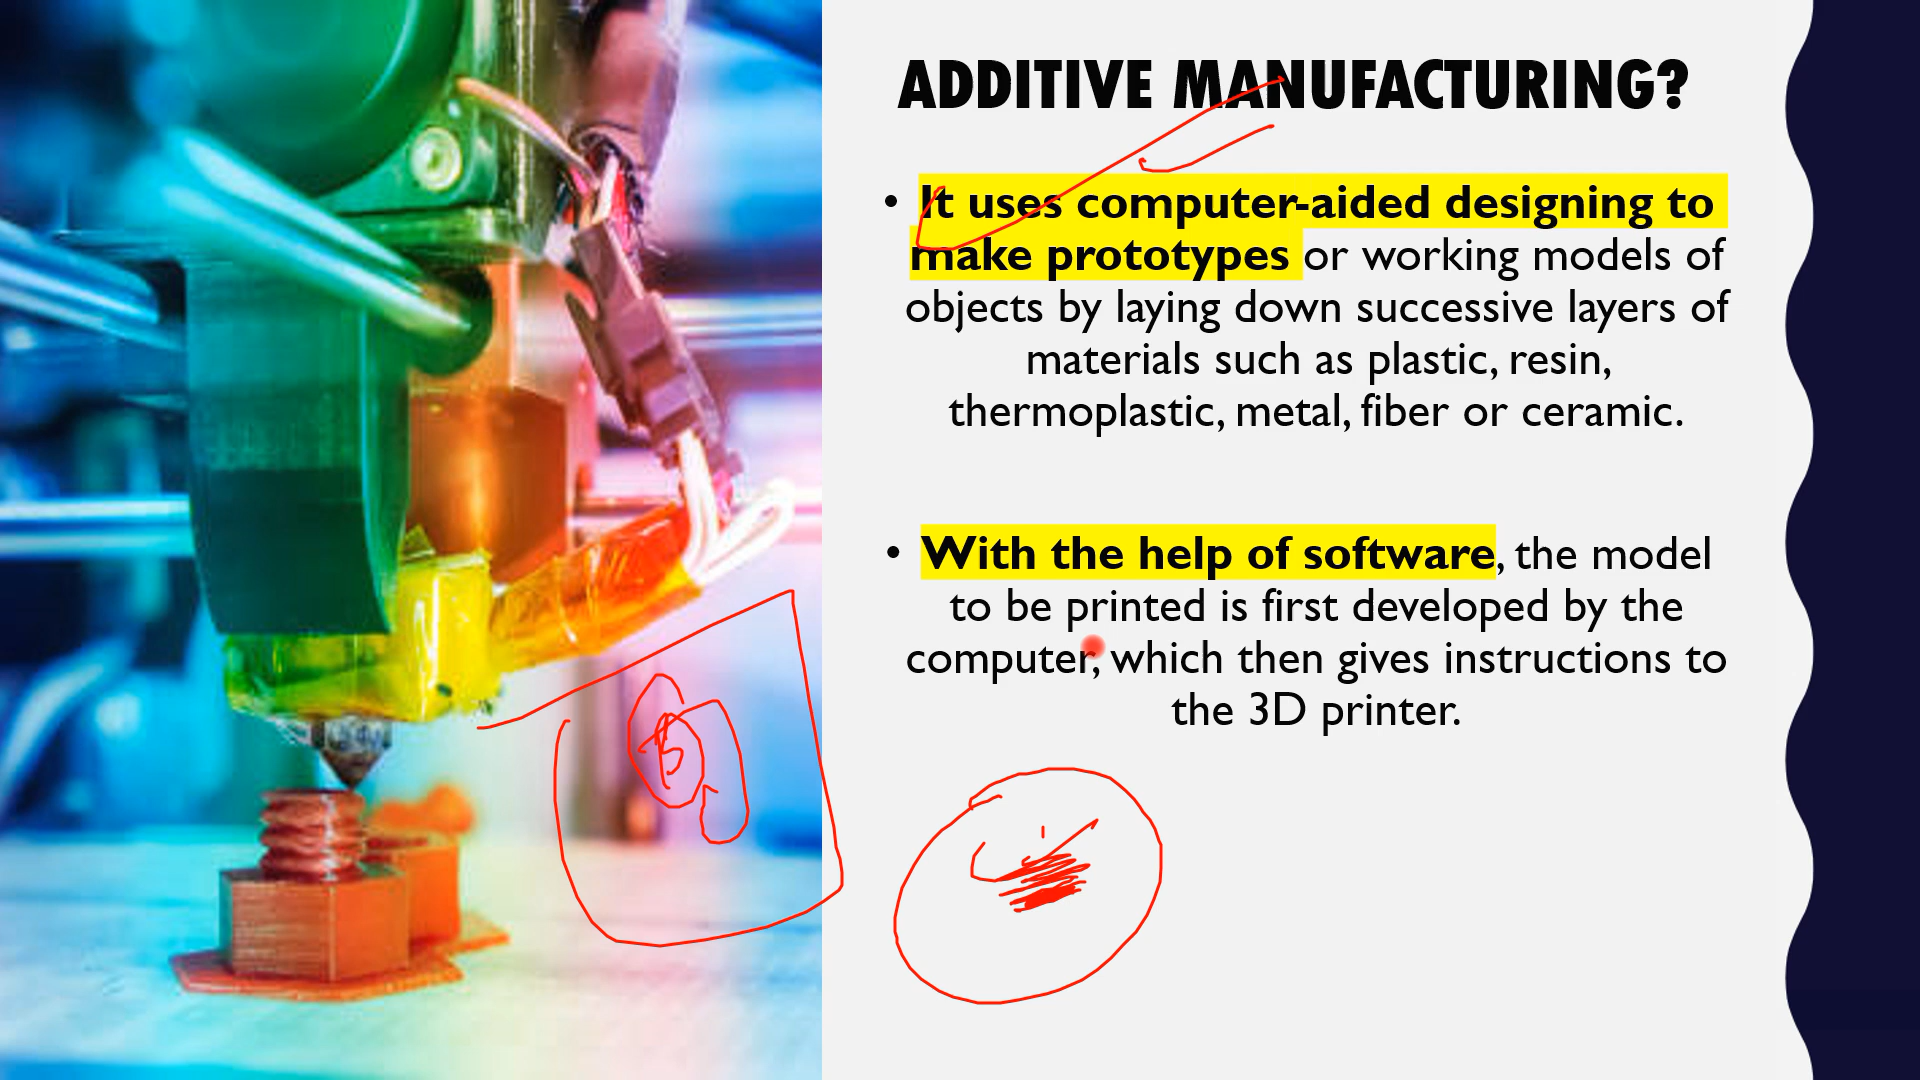 ADDITIVE MANUFACTURING?
• It uses computer-aided designing to
make prototypes or working models of
objects by laying down successive layers of
materials such as plastic, resin,
thermoplastic, metal, fiber or ceramic.
• With the help of software, the model
to be printed is first developed by the
computer, which then gives instructions to
the 3D printer.